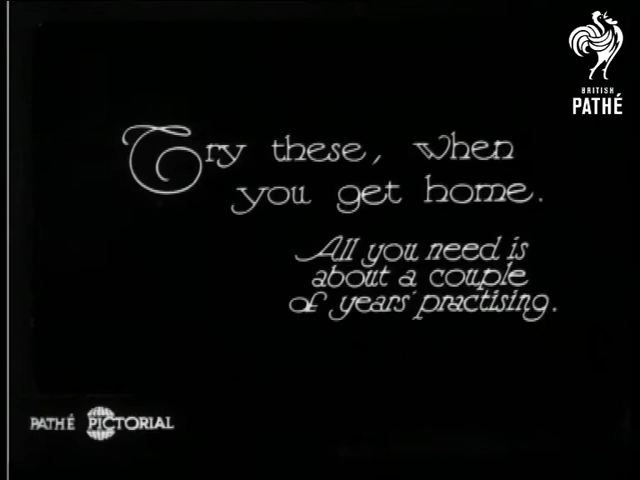 BRITISH
PATHÉ
Try these, when
you get home.
All you need is
about a couple
of years' practising.
PATHÉ PICTORIAL